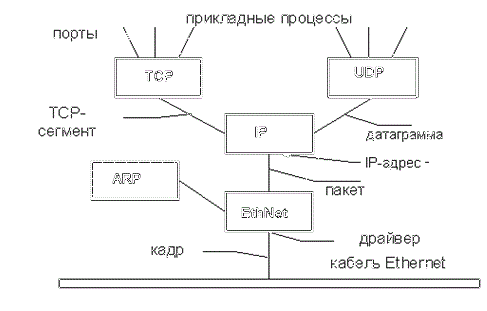 прикладные процессы
порты
TCP
UDP
TCP-
сегмент
IP
датаграмма
IP-адрес -
ARP
пакет
EthNet
драйвер
кадр
кабель Ethernet